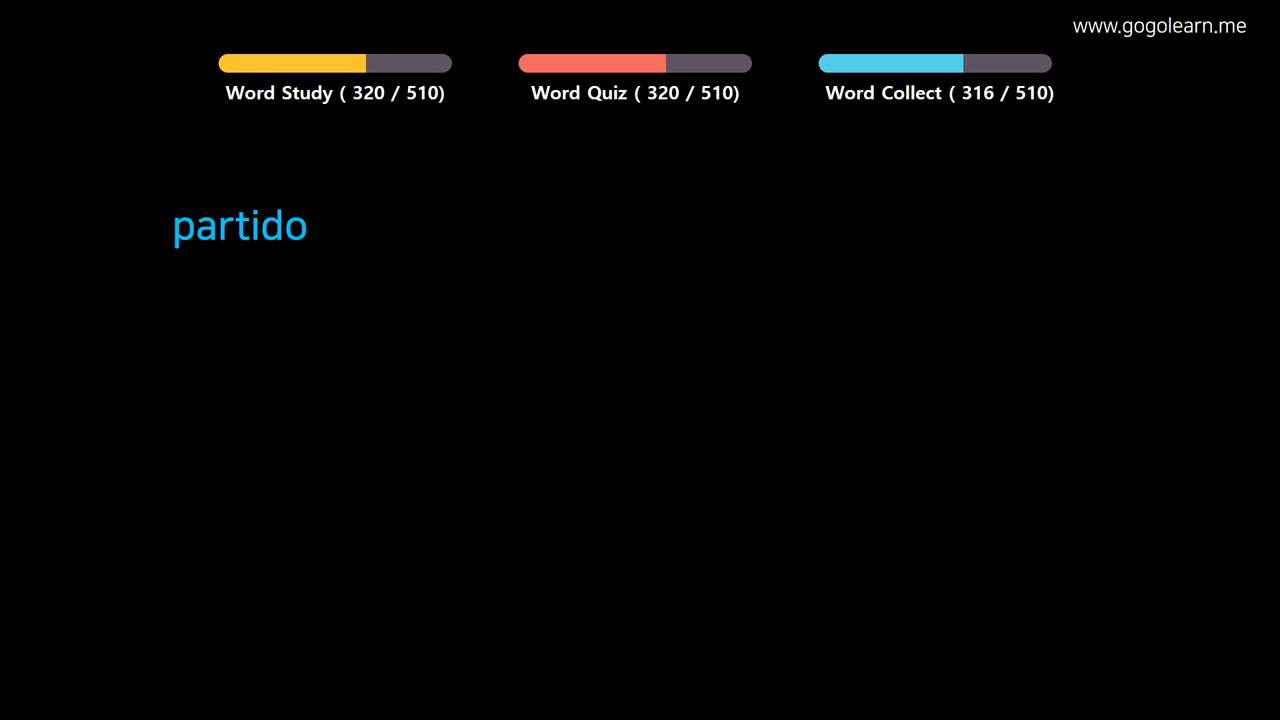 www.gogolearn.me
Word Study ( 320 / 510)
Word Quiz ( 320 / 510)
Word Collect ( 316 / 510)
partido